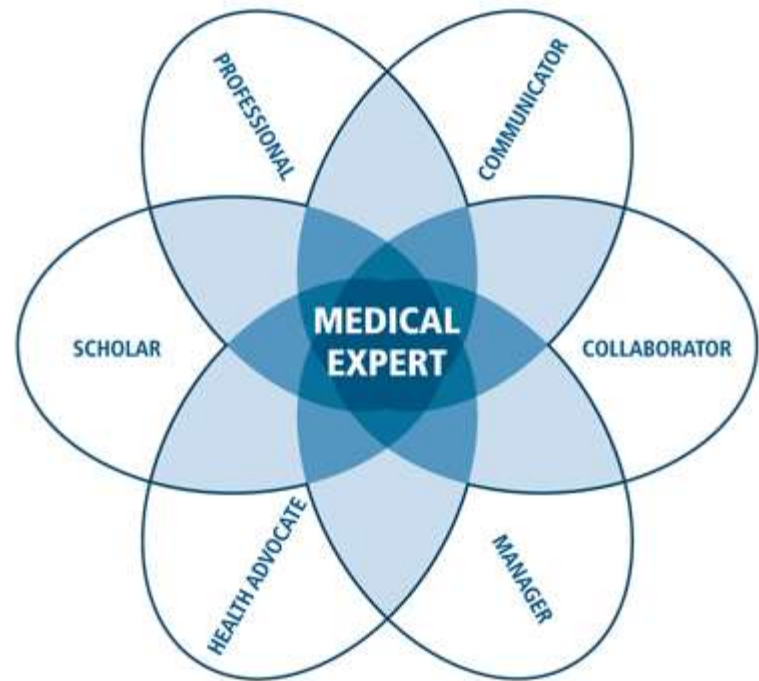 PROFESSIONAL
COMMUNICATOR
SCHOLAR
MEDICAL
EXPERT
COLLABORATOR
HEALTH ADVOCATE
MANAGER